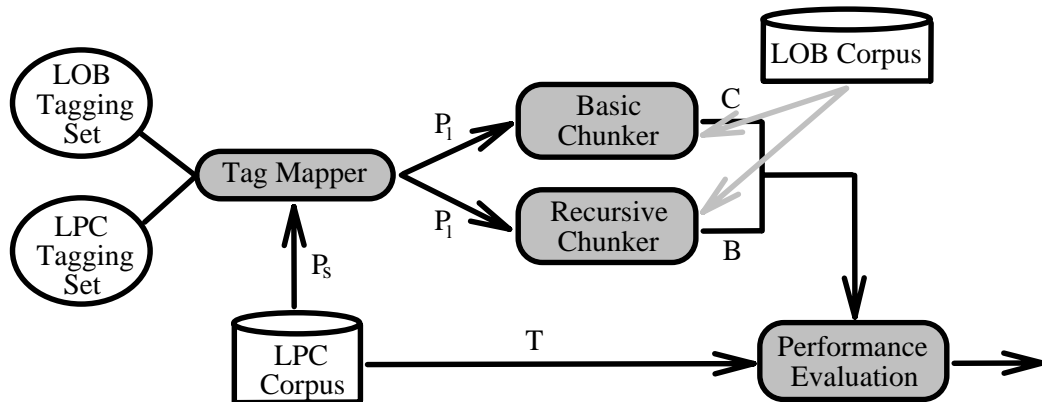 LOB
Tagging
Set
LPC
Tagging
Set
Tag Mapper
P_l
P_l
P_s
LPC
Corpus
Basic
Chunker
Recursive
Chunker
C
B
LOB Corpus
T
Performance
Evaluation